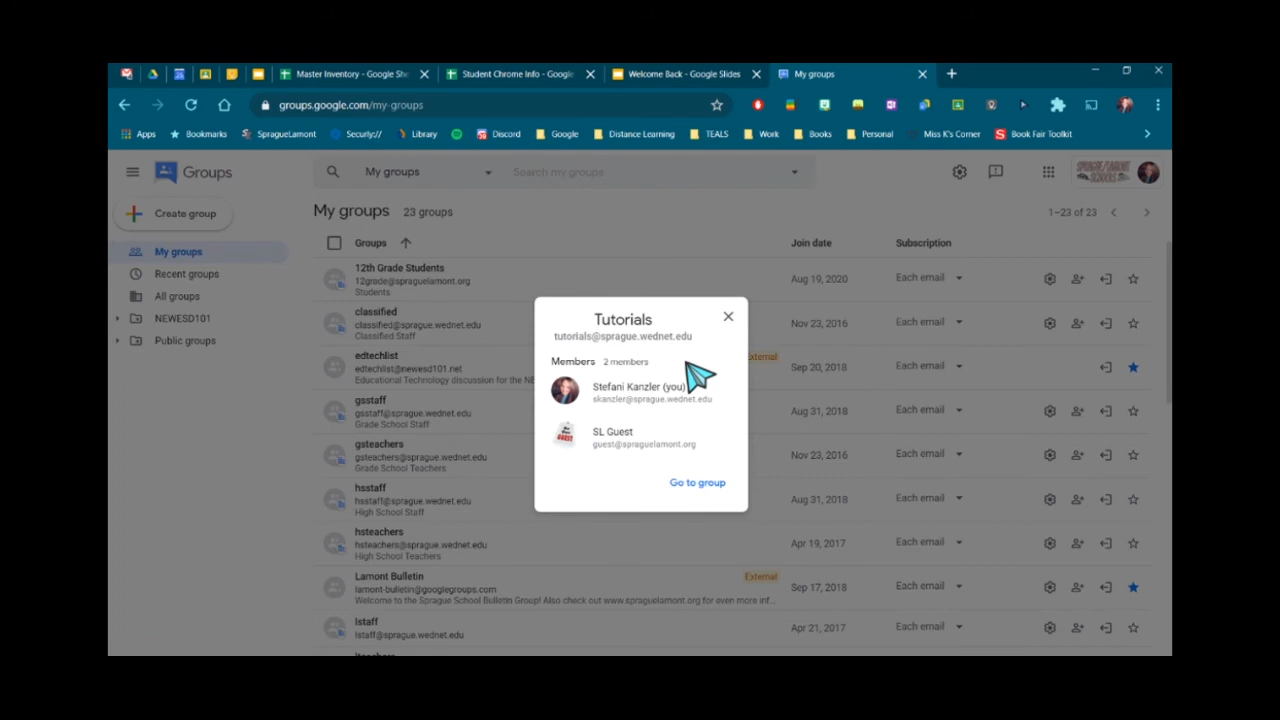 Master Inventory - Google She
Student Chrome Info - Google
Welcome Back - Google Slides
My groups
groups.google.com/my-groups
Apps
Bookmarks
SpragueLamont
Securly://
Library
Discord
Google
Distance Learning
TEALS
Work
Books
Personal
Miss K's Corner
Book Fair Toolkit
Groups
My groups
Search my groups
Create group
My groups 23 groups
1–23 of 23
My groups
Recent groups
All groups
NEWESD101
Public groups
Groups
Join date
Subscription
12th Grade Students
12grade@spraguelamont.org
Students
Aug 19, 2020
Each email
classified
classified@sprague.wednet.edu
Classified Staff
Nov 23, 2016
Each email
edtechlist
edtechlist@newesd101.net
Educational Technology discussion for the NE
External
Sep 20, 2018
Each email
gsstaff
gsstaff@sprague.wednet.edu
Grade School Staff
Aug 31, 2018
Each email
gsteachers
gsteachers@sprague.wednet.edu
Grade School Teachers
Nov 23, 2016
Each email
hsstaff
hsstaff@sprague.wednet.edu
High School Staff
Aug 31, 2018
Each email
hsteachers
hsteachers@sprague.wednet.edu
High School Teachers
Apr 19, 2017
Each email
Lamont Bulletin
lamont-bulletin@googlegroups.com
Welcome to the Sprague School Bulletin Group! Also check out www.spraguelamont.org for even more inf...
External
Sep 17, 2018
Each email
lstaff
lstaff@sprague.wednet.edu
Apr 21, 2017
Each email
Tutorials
tutorials@sprague.wednet.edu
Members 2 members
Stefani Kanzler (you)
skanzler@sprague.wednet.edu
SL Guest
guest@spraguelamont.org
Go to group